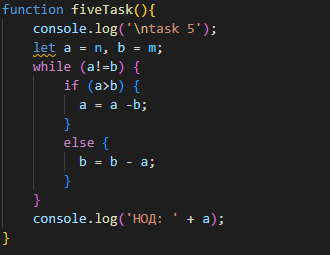 function fiveTask(){
    console.log('\ntask 5');
    let a = n, b = m;
    while (a!=b) {
        if (a>b) {
          a = a -b;
        }
        else {
          b = b - a;
        }
    }
    console.log('НОД: ' + a);
}